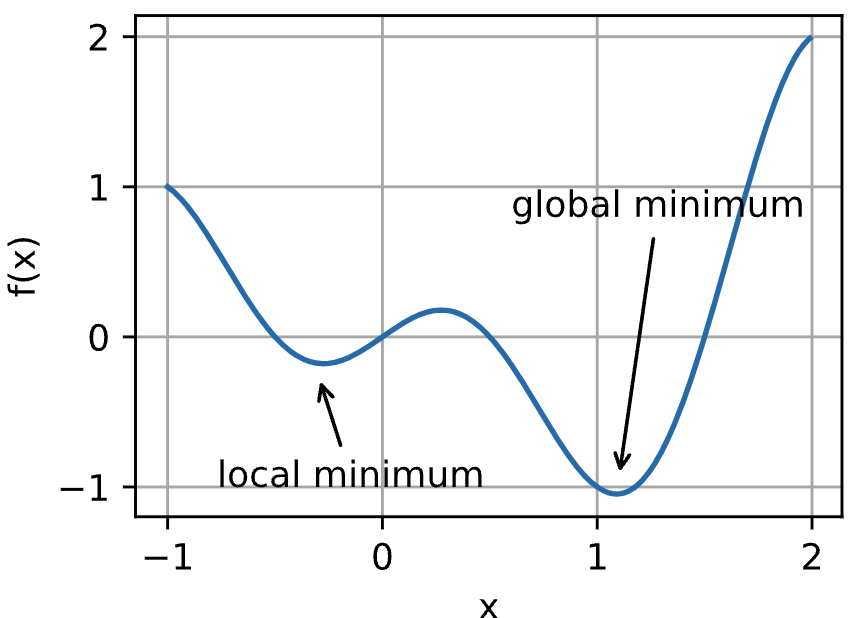 2
1
0
−1
f(x)
global minimum
local minimum
−1 0 1 2
x